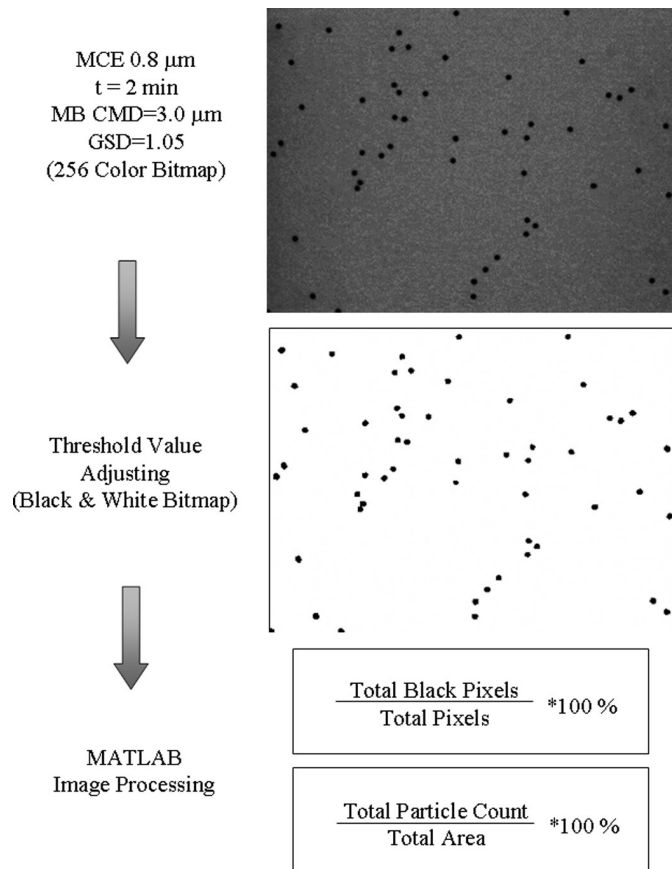 MCE 0.8 μm
t = 2 min
MB CMD=3.0 μm
GSD=1.05
(256 Color Bitmap)
Threshold Value
Adjusting
(Black & White Bitmap)
MATLAB
Image Processing
Total Black Pixels
Total Pixels
*100 %
Total Particle Count
Total Area
*100 %